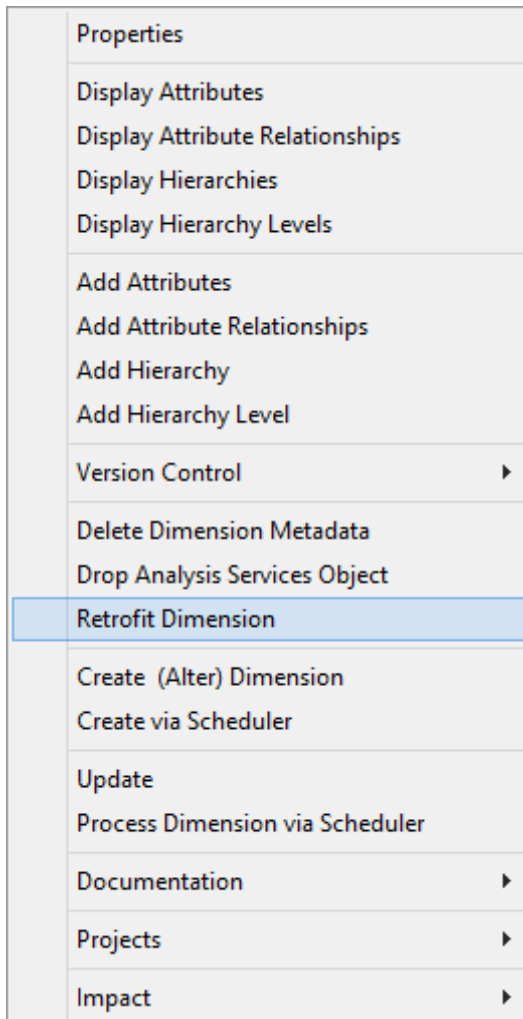 Properties
Display Attributes
Display Attribute Relationships
Display Hierarchies
Display Hierarchy Levels
Add Attributes
Add Attribute Relationships
Add Hierarchy
Add Hierarchy Level
Version Control
Delete Dimension Metadata
Drop Analysis Services Object
Retrofit Dimension
Create  (Alter) Dimension
Create via Scheduler
Update
Process Dimension via Scheduler
Documentation
Projects
Impact